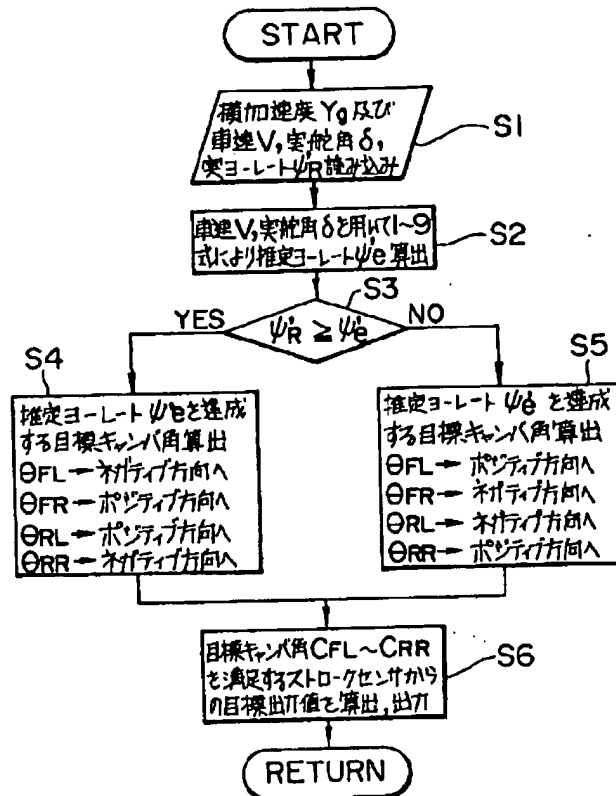 START
横加速度Yg及び
車速V,実舵角δ,
実ヨーレートψ'R読み込み
S1
車速V,実舵角δを用いて1~9
式により推定ヨーレートψ'e算出
S2
S3
YES
ψ'R ≧ ψ'e
NO
S4
推定ヨーレートψ'eを達成
する目標キャンバ角算出
θFL→ネガティブ方向へ
θFR→ポジティブ方向へ
θRL→ポジティブ方向へ
θRR→ネガティブ方向へ
S5
推定ヨーレートψ'eを達成
する目標キャンバ角算出
θFL→ポジティブ方向へ
θFR→ネガティブ方向へ
θRL→ネガティブ方向へ
θRR→ポジティブ方向へ
目標キャンバ角CFL~CRR
を満足するストロークセンサから
の目標出力値を算出,出力
S6
RETURN